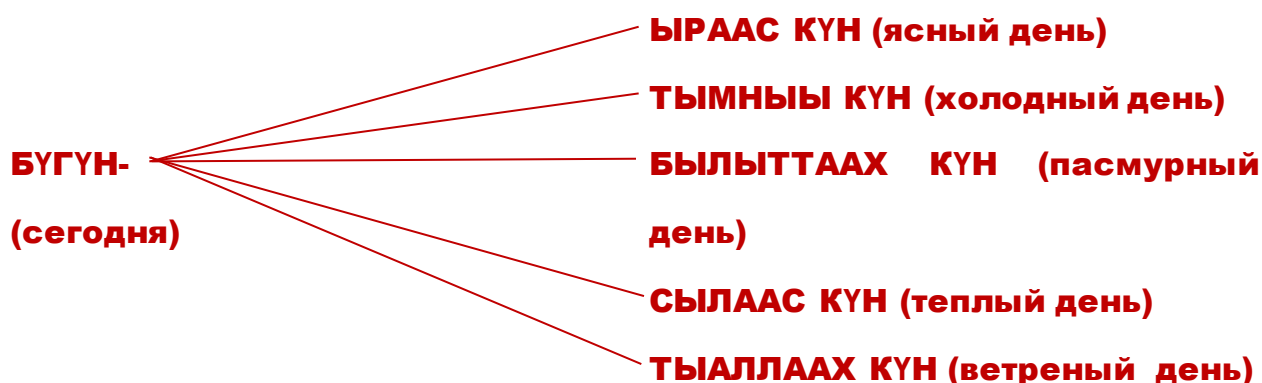 ЫРААС КҮН (ясный день)
ТЫМНЫЫ КҮН (холодный день)
БҮГҮН-
(сегодня)
БЫЛЫТТААХ КҮН (пасмурный
день)
СЫЛААС КҮН (теплый день)
ТЫАЛЛААХ КҮН (ветреный день)